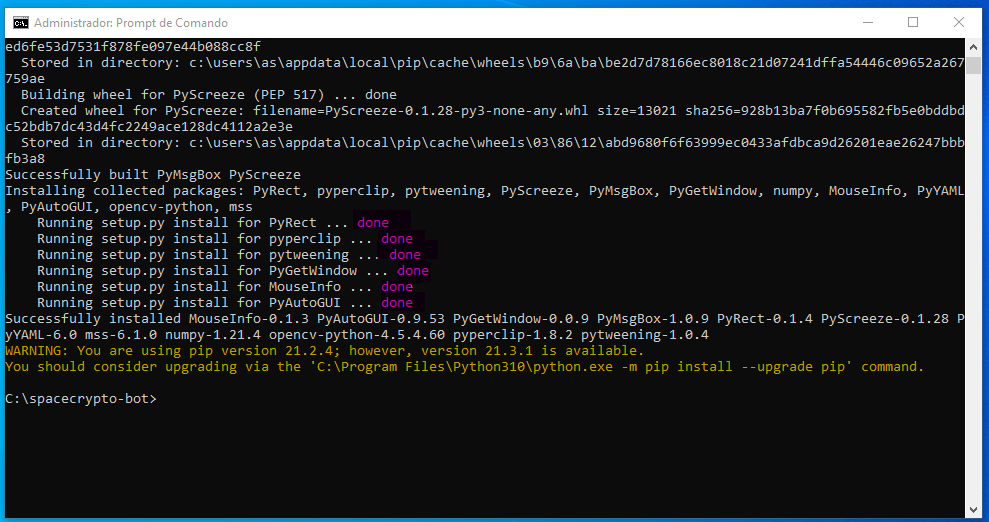 Administrador: Prompt de Comando
ed6fe53d7531f878fe097e44b088cc8f
Stored in directory: c:\users\as\appdata\local\pip\cache\wheels\b9\6a\ba\be2d7d78166ec8018c21d07241dffa54446c09652a267
759ae
Building wheel for PyScreeze (PEP 517) ... done
Created wheel for PyScreeze: filename=PyScreeze-0.1.28-py3-none-any.whl size=13021 sha256=928b13ba7f0b695582fb5e0bddbd
c52bdb7dc43d4fc2249ace128dc4112a2e3e
Stored in directory: c:\users\as\appdata\local\pip\cache\wheels\03\86\12\abd9680f6f63999ec0433afdbca9d26201eae26247bbb
fb3a8
Successfully built PyMsgBox PyScreeze
Installing collected packages: PyRect, pyperclip, pytweening, PyScreeze, PyMsgBox, PyGetWindow, numpy, MouseInfo, PyYAML
, PyAutoGUI, opencv-python, mss
Running setup.py install for PyRect ... done
Running setup.py install for pyperclip ... done
Running setup.py install for pytweening ... done
Running setup.py install for PyGetWindow ... done
Running setup.py install for MouseInfo ... done
Running setup.py install for PyAutoGUI ... done
Successfully installed MouseInfo-0.1.3 PyAutoGUI-0.9.53 PyGetWindow-0.0.9 PyMsgBox-1.0.9 PyRect-0.1.4 PyScreeze-0.1.28 P
yYAML-6.0 mss-6.1.0 numpy-1.21.4 opencv-python-4.5.4.60 pyperclip-1.8.2 pytweening-1.0.4
WARNING: You are using pip version 21.2.4; however, version 21.3.1 is available.
You should consider upgrading via the 'C:\Program Files\Python310\python.exe -m pip install --upgrade pip' command.
C:\spacecrypto-bot>